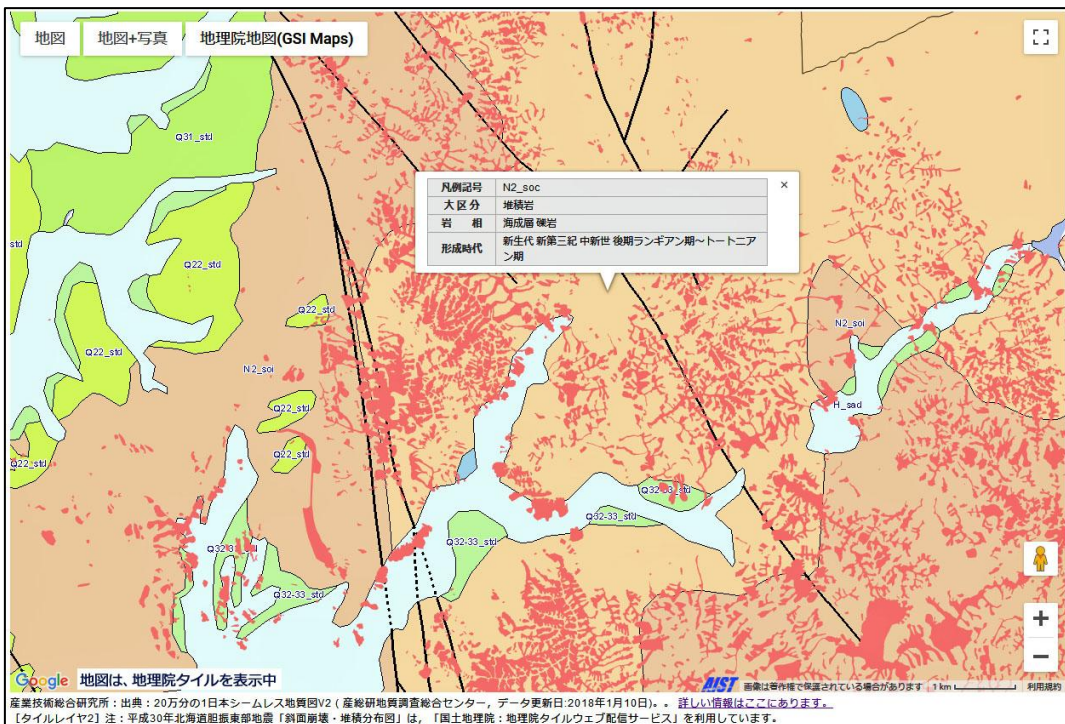 地図 地図+写真 地理院地図(GSI Maps)
Q31_std
std
Q22_std
Q22_std
Q22_std
N2_soi
Q22_std
Q22_std
Q22_std
凡例記号 N2_soc
大区分 堆積岩
岩 相 海成層 礫岩
形成時代 新生代 新第三紀 中新世 後期ランギアン期~トートニアン期
×
N2_soi
H_sad
Q32-33_std
Q32-33_std
Q32-33_std
Q32-33_std
+
−
Google 地図は、地理院タイルを表示中
AIST 画像は著作権で保護されている場合があります 1 km 利用規約
産業技術総合研究所:出典:20万分の1日本シームレス地質図V2(産総研地質調査総合センター,データ更新日:2018年1月10日)。。 詳しい情報はここにあります。
[タイルレイヤ2]注:平成30年北海道胆振東部地震「斜面崩壊・堆積分布図」は,「国土地理院:地理院タイルウェブ配信サービス」を利用しています。